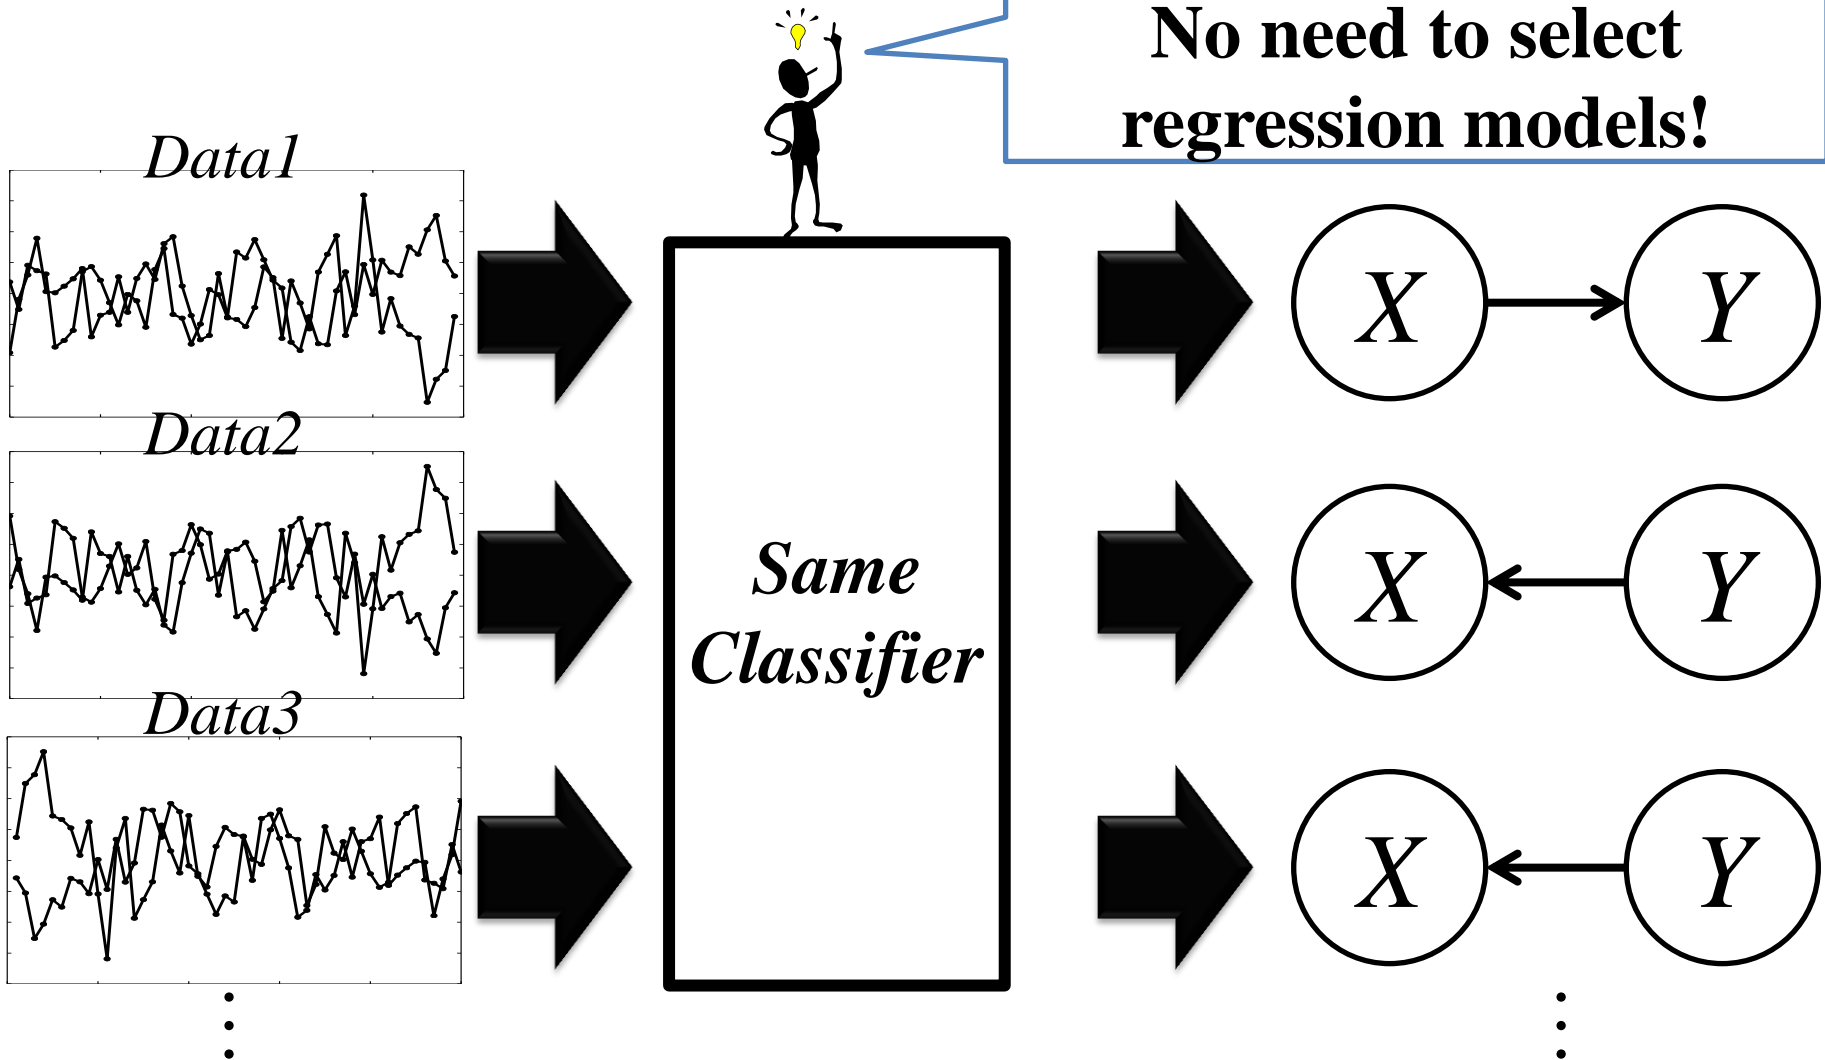 No need to select
regression models!
Data1
X
Y
Data2
Same
Classifier
X
Y
Data3
X
Y